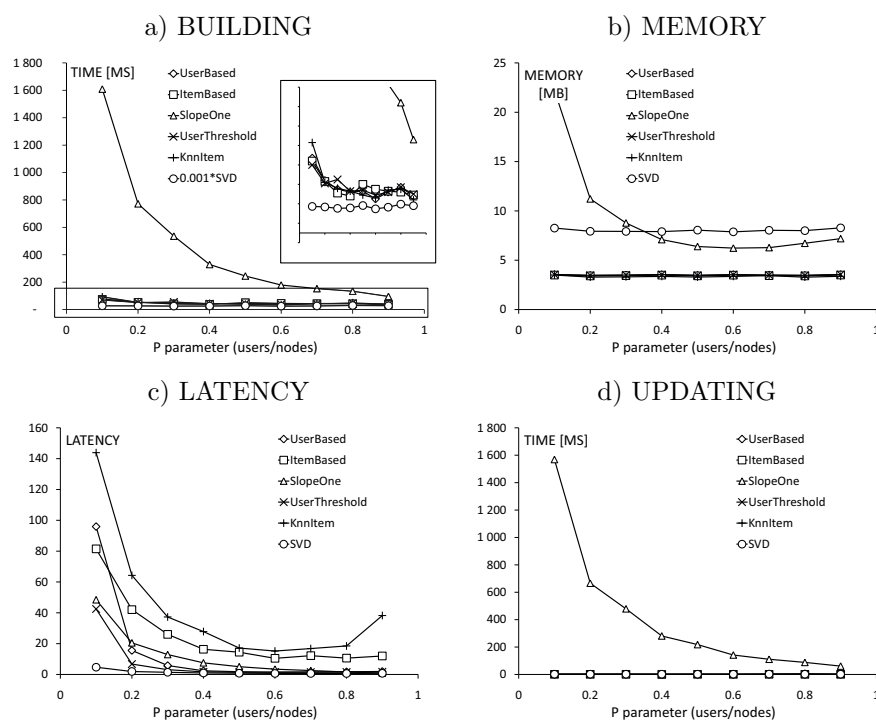 a) BUILDING
TIME [MS]
1 800
1 600
1 400
1 200
1 000
800
600
400
200
-
0
0.2
0.4
0.6
0.8
1
P parameter (users/nodes)
UserBased
ItemBased
SlopeOne
UserThreshold
KnnItem
0.001*SVD
b) MEMORY
MEMORY
[MB]
25
20
15
10
5
0
0
0.2
0.4
0.6
0.8
1
P parameter (users/nodes)
UserBased
ItemBased
SlopeOne
UserThreshold
KnnItem
SVD
c) LATENCY
LATENCY
160
140
120
100
80
60
40
20
0
0
0.2
0.4
0.6
0.8
1
P parameter (users/nodes)
UserBased
ItemBased
SlopeOne
UserThreshold
KnnItem
SVD
d) UPDATING
TIME [MS]
1 800
1 600
1 400
1 200
1 000
800
600
400
200
0
0
0.2
0.4
0.6
0.8
1
P parameter (users/nodes)
UserBased
ItemBased
SlopeOne
UserThreshold
KnnItem
SVD